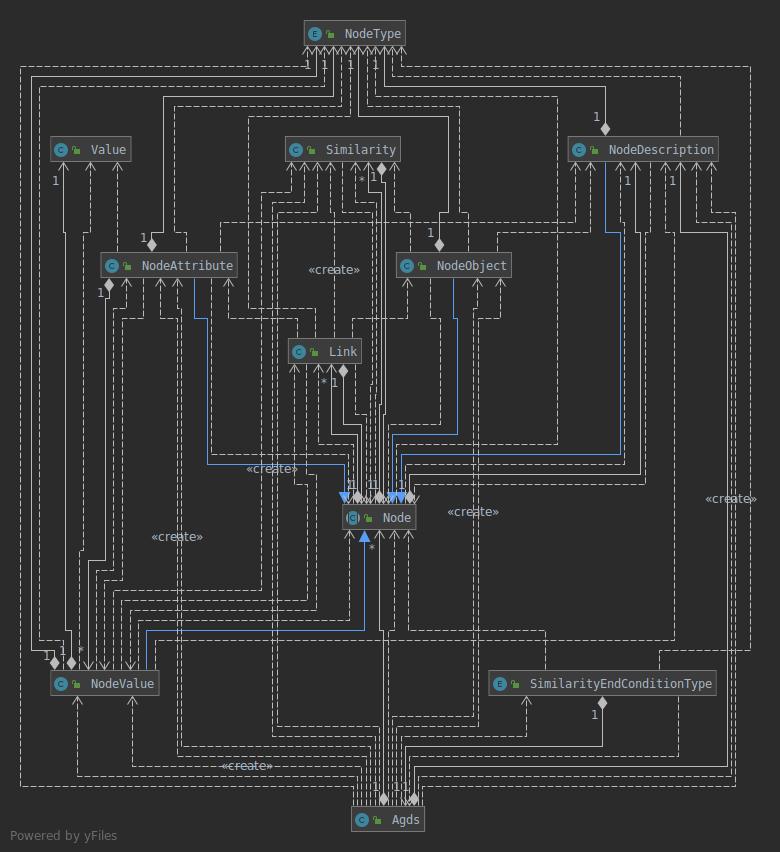 E NodeType
1 1 1 1
1
C Value
C Similarity
C NodeDescription
1 * 1 1 1
1 1
C NodeAttribute
C NodeObject
«create»
1
C Link
* 1
«create»
1 1 1 1
«create»
«create»
C Node
*
«create»
1 1 *
C NodeValue
E SimilarityEndConditionType
1
«create»
1 1 1
C Agds
Powered by yFiles